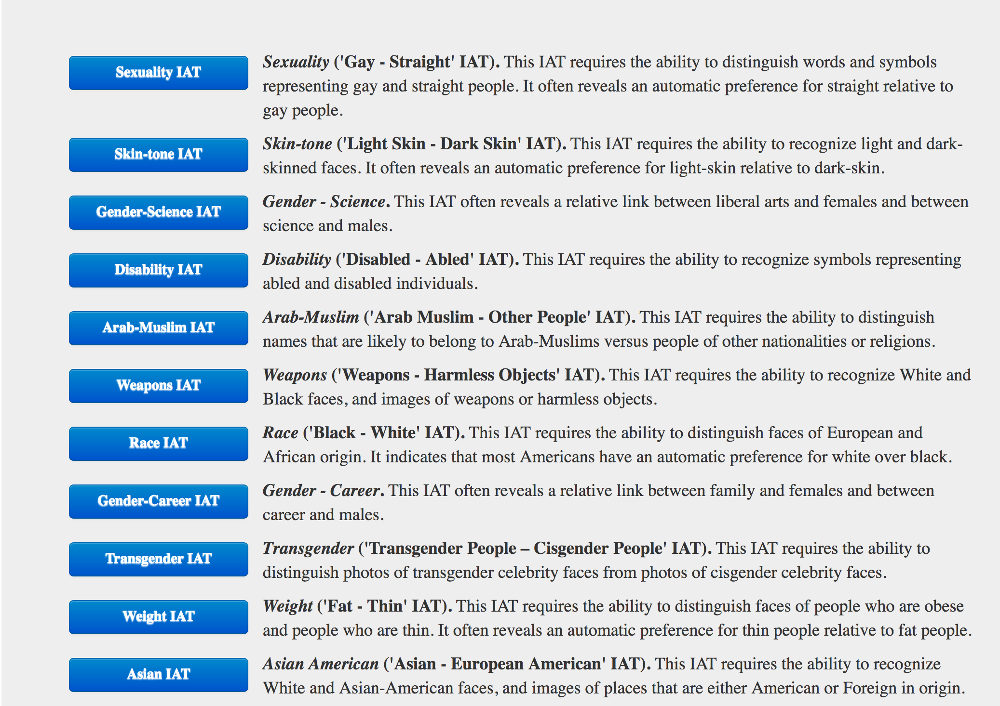 Sexuality IAT
Sexuality ('Gay - Straight' IAT). This IAT requires the ability to distinguish words and symbols
representing gay and straight people. It often reveals an automatic preference for straight relative to
gay people.
Skin-tone IAT
Skin-tone ('Light Skin - Dark Skin' IAT). This IAT requires the ability to recognize light and dark-
skinned faces. It often reveals an automatic preference for light-skin relative to dark-skin.
Gender-Science IAT
Gender - Science. This IAT often reveals a relative link between liberal arts and females and between
science and males.
Disability IAT
Disability ('Disabled - Abled' IAT). This IAT requires the ability to recognize symbols representing
abled and disabled individuals.
Arab-Muslim IAT
Arab-Muslim ('Arab Muslim - Other People' IAT). This IAT requires the ability to distinguish
names that are likely to belong to Arab-Muslims versus people of other nationalities or religions.
Weapons IAT
Weapons ('Weapons - Harmless Objects' IAT). This IAT requires the ability to recognize White and
Black faces, and images of weapons or harmless objects.
Race IAT
Race ('Black - White' IAT). This IAT requires the ability to distinguish faces of European and
African origin. It indicates that most Americans have an automatic preference for white over black.
Gender-Career IAT
Gender - Career. This IAT often reveals a relative link between family and females and between
career and males.
Transgender IAT
Transgender ('Transgender People – Cisgender People' IAT). This IAT requires the ability to
distinguish photos of transgender celebrity faces from photos of cisgender celebrity faces.
Weight IAT
Weight ('Fat - Thin' IAT). This IAT requires the ability to distinguish faces of people who are obese
and people who are thin. It often reveals an automatic preference for thin people relative to fat people.
Asian IAT
Asian American ('Asian - European American' IAT). This IAT requires the ability to recognize
White and Asian-American faces, and images of places that are either American or Foreign in origin.